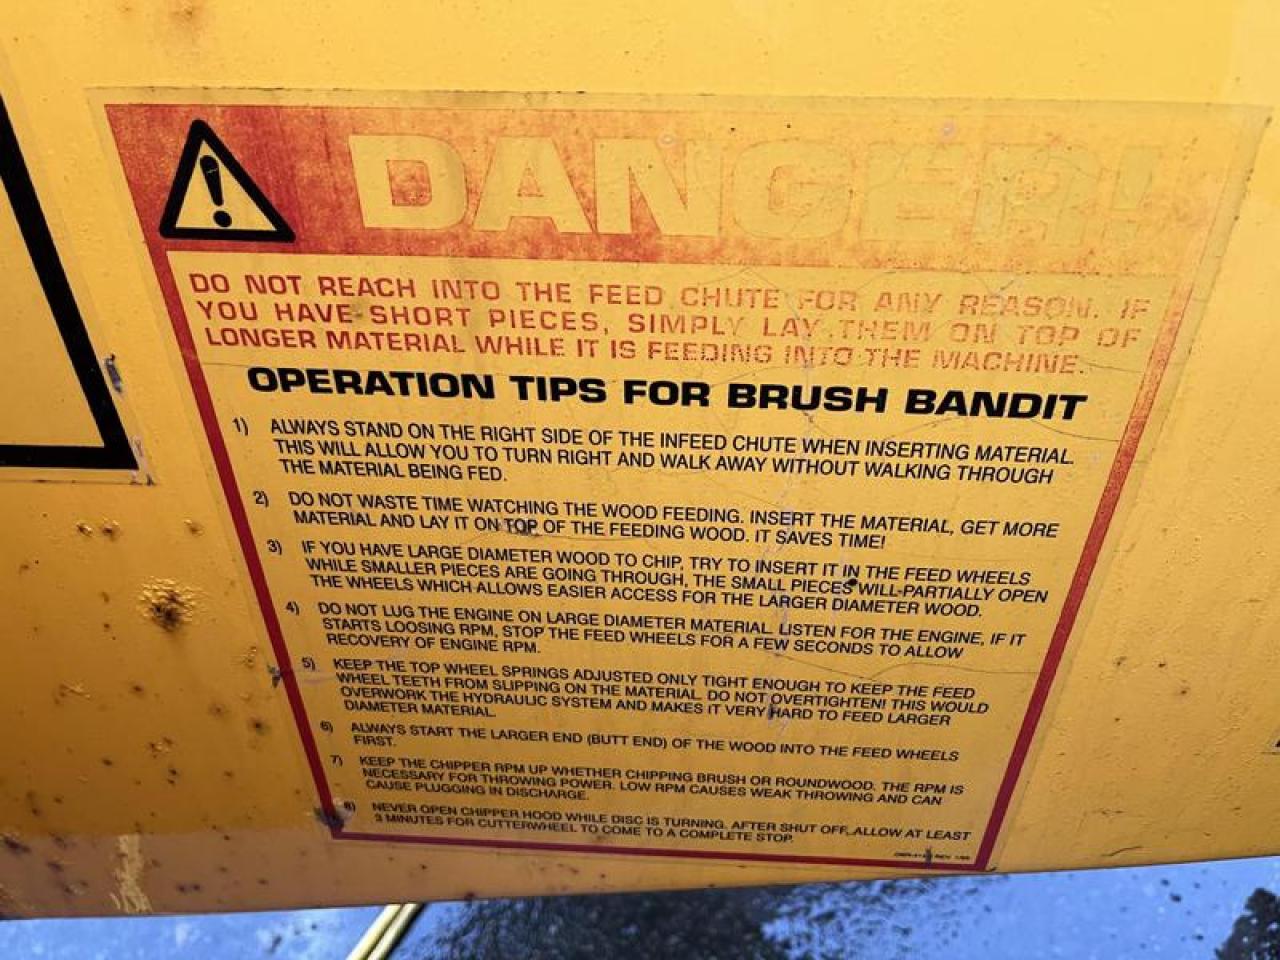 DANGER!
DO NOT REACH INTO THE FEED CHUTE FOR ANY REASON. IF
YOU HAVE SHORT PIECES, SIMPLY LAY THEM ON TOP OF
LONGER MATERIAL WHILE IT IS FEEDING INTO THE MACHINE.
OPERATION TIPS FOR BRUSH BANDIT
1) ALWAYS STAND ON THE RIGHT SIDE OF THE INFEED CHUTE WHEN INSERTING MATERIAL.
THIS WILL ALLOW YOU TO TURN RIGHT AND WALK AWAY WITHOUT WALKING THROUGH
THE MATERIAL BEING FED.
2) DO NOT WASTE TIME WATCHING THE WOOD FEEDING. INSERT THE MATERIAL, GET MORE
MATERIAL AND LAY IT ON TOP OF THE FEEDING WOOD. IT SAVES TIME!
3) IF YOU HAVE LARGE DIAMETER WOOD TO CHIP, TRY TO INSERT IT IN THE FEED WHEELS
WHILE SMALLER PIECES ARE GOING THROUGH, THE SMALL PIECES WILL PARTIALLY OPEN
THE WHEELS WHICH ALLOWS EASIER ACCESS FOR THE LARGER DIAMETER WOOD.
4) DO NOT LUG THE ENGINE ON LARGE DIAMETER MATERIAL. LISTEN FOR THE ENGINE, IF IT
STARTS LOOSING RPM, STOP THE FEED WHEELS FOR A FEW SECONDS TO ALLOW
RECOVERY OF ENGINE RPM.
5) KEEP THE TOP WHEEL SPRINGS ADJUSTED ONLY TIGHT ENOUGH TO KEEP THE FEED
WHEEL TEETH FROM SLIPPING ON THE MATERIAL. DO NOT OVERTIGHTEN! THIS WOULD
OVERWORK THE HYDRAULIC SYSTEM AND MAKES IT VERY HARD TO FEED LARGER
DIAMETER MATERIAL.
6) ALWAYS START THE LARGER END (BUTT END) OF THE WOOD INTO THE FEED WHEELS
FIRST.
7) KEEP THE CHIPPER RPM UP WHETHER CHIPPING BRUSH OR ROUNDWOOD. THE RPM IS
NECESSARY FOR THROWING POWER. LOW RPM CAUSES WEAK THROWING AND CAN
CAUSE PLUGGING IN DISCHARGE.
8) NEVER OPEN CHIPPER HOOD WHILE DISC IS TURNING. AFTER SHUT OFF, ALLOW AT LEAST
3 MINUTES FOR CUTTERWHEEL TO COME TO A COMPLETE STOP.